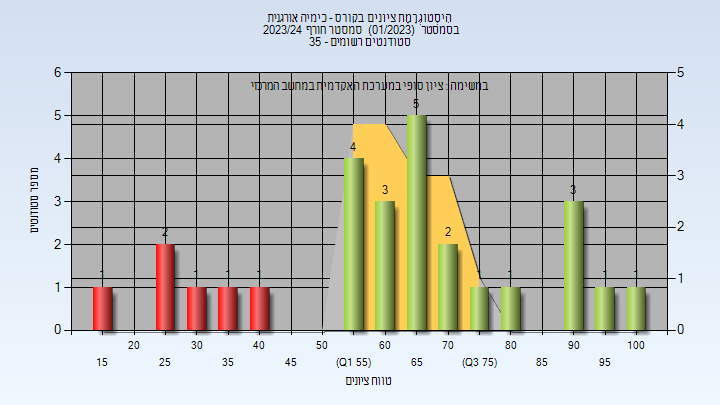 היסטוגרמת ציונים בקורס - כימיה אורגנית
בסמסטר (01/2023) סמסטר חורף 2023/24
סטודנטים רשומים - 35
במשימה : ציון סופי במערכת האקדמית במחשב המרכזי
מספר סטודנטים
6 5 4 3 2 1 0
5 4 3 2 1 0
1 2 1 1 1 4 3 5 2 1 1 3 1 1
20 30 40 50 60 70 80 90 100
15 25 35 45 (Q1 55) 65 (Q3 75) 85 95
טווח ציונים